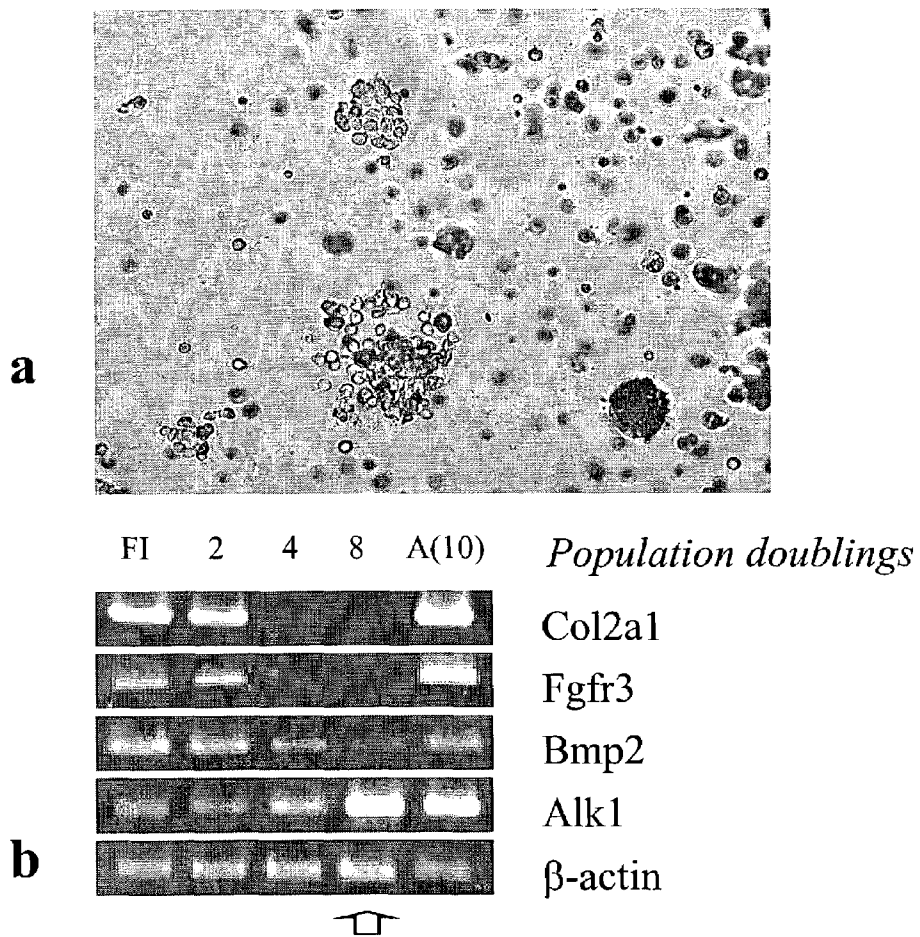 a
FI 2 4 8 A(10) Population doublings
Col2a1
Fgfr3
Bmp2
Alk1
b β-actin